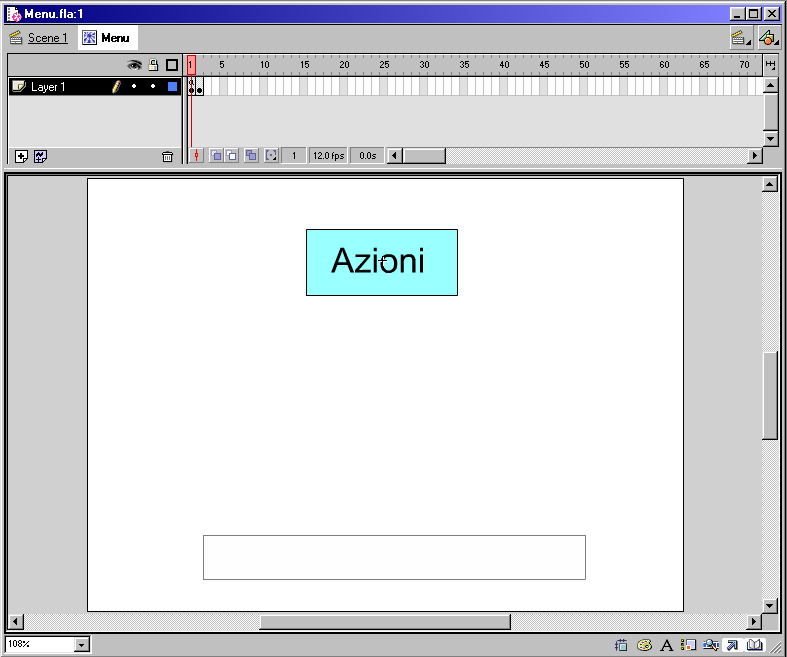 Menu.fla:1
Scene 1 Menu
1 5 10 15 20 25 30 35 40 45 50 55 60 65 70
Layer 1
1 12.0 fps 0.0s
Azioni
108%